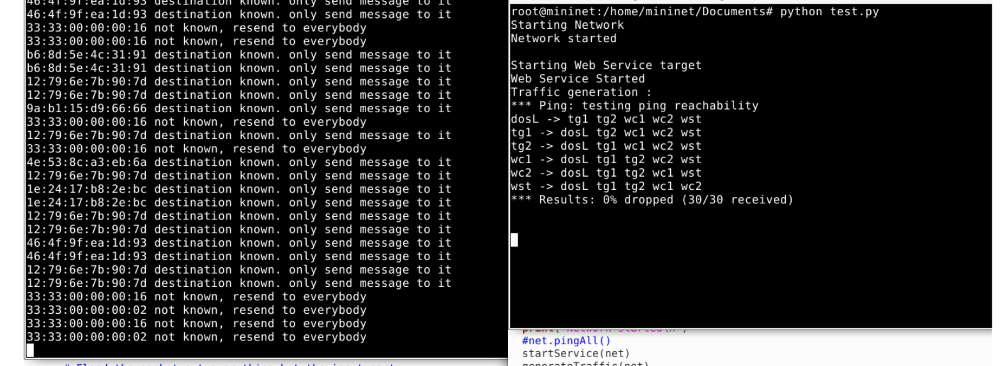 46:4f:9f:ea:1d:93 destination known. only send message to it
46:4f:9f:ea:1d:93 destination known. only send message to it
33:33:00:00:00:16 not known, resend to everybody
33:33:00:00:00:16 not known, resend to everybody
b6:8d:5e:4c:31:91 destination known. only send message to it
b6:8d:5e:4c:31:91 destination known. only send message to it
12:79:6e:7b:90:7d destination known. only send message to it
12:79:6e:7b:90:7d destination known. only send message to it
9a:b1:15:d9:66:66 destination known. only send message to it
33:33:00:00:00:16 not known, resend to everybody
12:79:6e:7b:90:7d destination known. only send message to it
33:33:00:00:00:16 not known, resend to everybody
4e:53:8c:a3:eb:6a destination known. only send message to it
12:79:6e:7b:90:7d destination known. only send message to it
1e:24:17:b8:2e:bc destination known. only send message to it
1e:24:17:b8:2e:bc destination known. only send message to it
12:79:6e:7b:90:7d destination known. only send message to it
12:79:6e:7b:90:7d destination known. only send message to it
46:4f:9f:ea:1d:93 destination known. only send message to it
46:4f:9f:ea:1d:93 destination known. only send message to it
12:79:6e:7b:90:7d destination known. only send message to it
12:79:6e:7b:90:7d destination known. only send message to it
33:33:00:00:00:16 not known, resend to everybody
33:33:00:00:00:02 not known, resend to everybody
33:33:00:00:00:16 not known, resend to everybody
33:33:00:00:00:02 not known, resend to everybody
root@mininet:/home/mininet/Documents# python test.py
Starting Network
Network started
Starting Web Service target
Web Service Started
Traffic generation :
*** Ping: testing ping reachability
dosL -> tg1 tg2 wc1 wc2 wst
tg1 -> dosL tg2 wc1 wc2 wst
tg2 -> dosL tg1 wc1 wc2 wst
wc1 -> dosL tg1 tg2 wc2 wst
wc2 -> dosL tg1 tg2 wc1 wst
wst -> dosL tg1 tg2 wc1 wc2
*** Results: 0% dropped (30/30 received)
#net.pingAll()
startService(net)
generateTraffic(net)